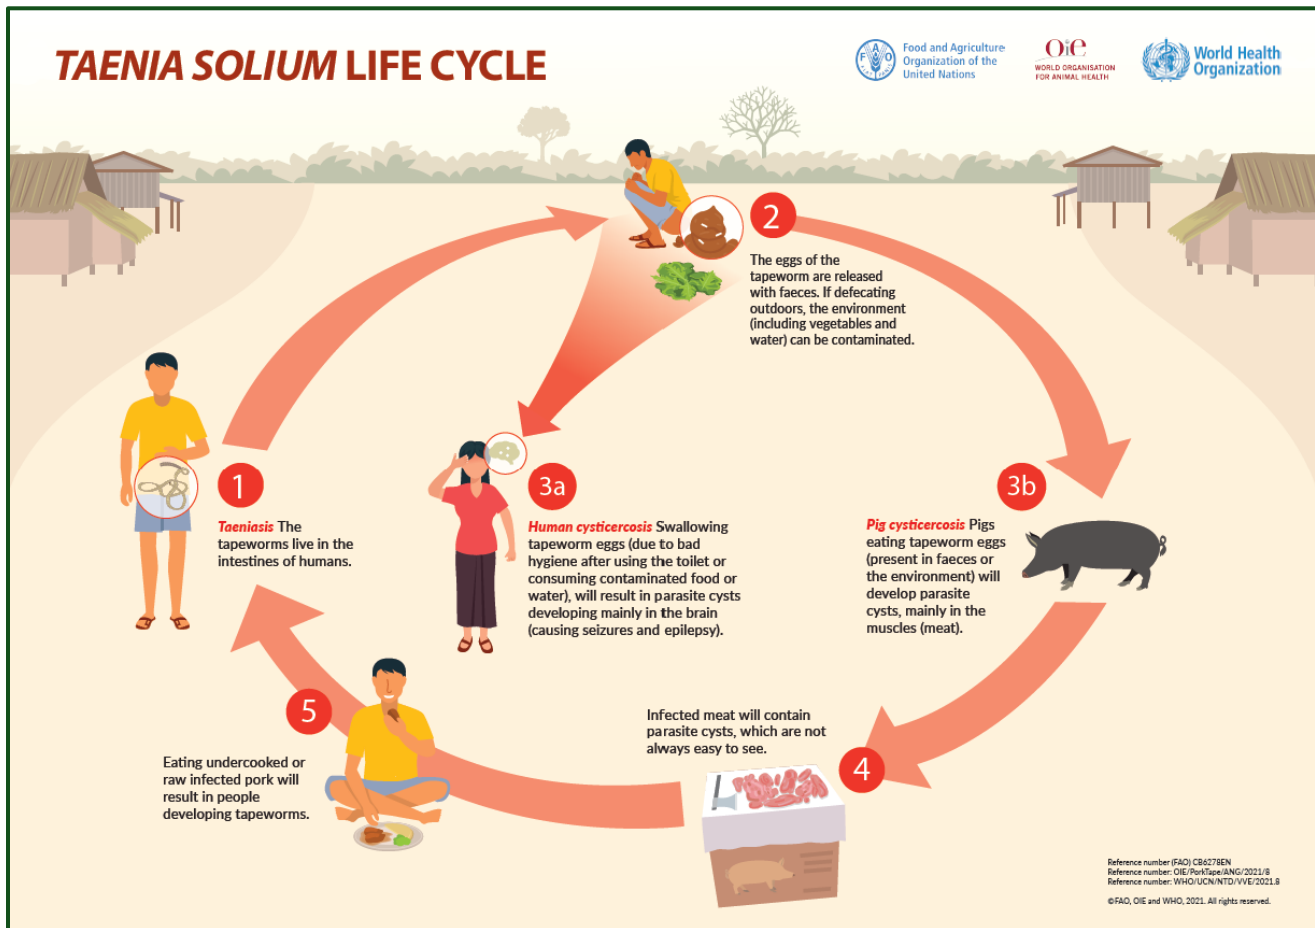 TAENIA SOLIUM LIFE CYCLE
Food and Agriculture
Organization of the
United Nations
OiE
WORLD ORGANISATION
FOR ANIMAL HEALTH
World Health
Organization
FAO
FIAT PANIS
1
Taeniasis The
tapeworms live in the
intestines of humans.
2
The eggs of the
tapeworm are released
with faeces. If defecating
outdoors, the environment
(including vegetables and
water) can be contaminated.
3a
Human cysticercosis Swallowing
tapeworm eggs (due to bad
hygiene after using the toilet or
consuming contaminated food or
water), will result in parasite cysts
developing mainly in the brain
(causing seizures and epilepsy).
3b
Pig cysticercosis Pigs
eating tapeworm eggs
(present in faeces or
the environment) will
develop parasite
cysts, mainly in the
muscles (meat).
Infected meat will contain
parasite cysts, which are not
always easy to see.
4
5
Eating undercooked or
raw infected pork will
result in people
developing tapeworms.
Reference number (FAO) CB6278EN
Reference number: OIE/PorkTape/ANG/2021/8
Reference number: WHO/UCN/NTD/VVE/2021.8
©FAO, OIE and WHO, 2021. All rights reserved.